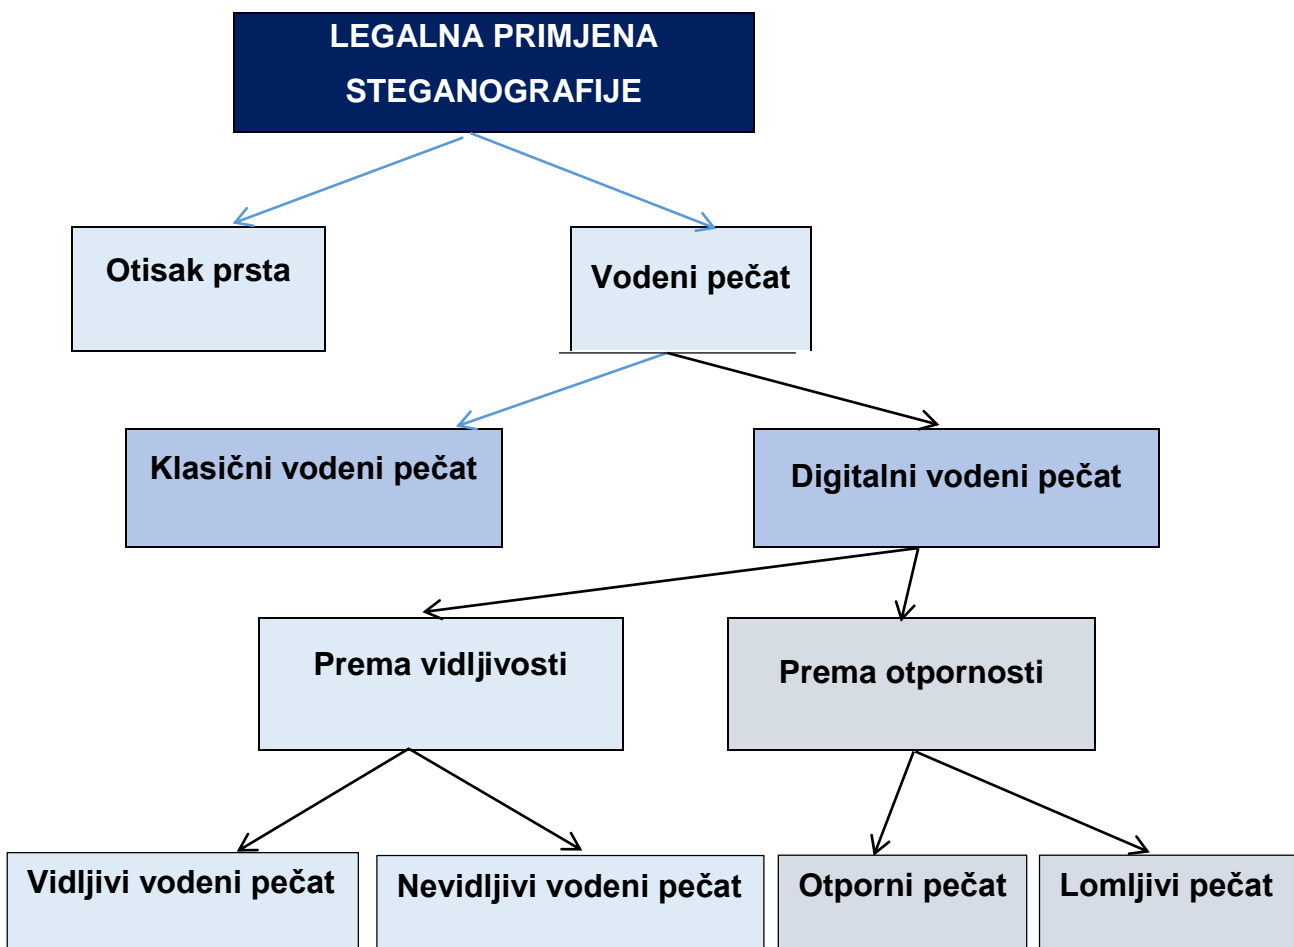 LEGALNA PRIMJENA
STEGANOGRAFIJE
Otisak prsta
Vodeni pečat
Klasični vodeni pečat
Digitalni vodeni pečat
Prema vidljivosti
Prema otpornosti
Vidljivi vodeni pečat
Nevidljivi vodeni pečat
Otporni pečat
Lomljivi pečat